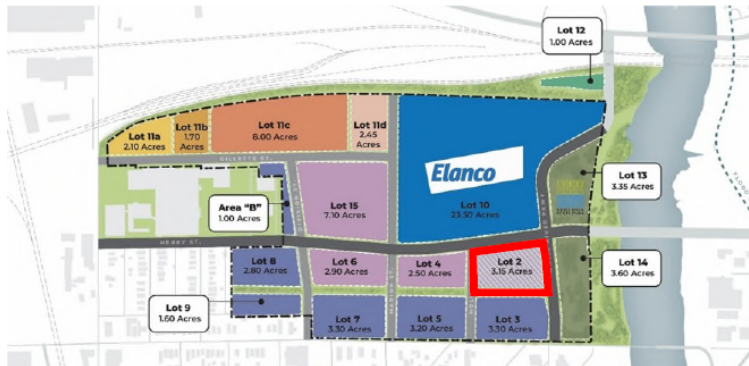 Lot 12
1.00 Acres
Lot 11a
2.10 Acres
Lot 11b
1.70
Acres
Lot 11c
6.00 Acres
Lot 11d
2.45
Acres
GILLETTE ST.
Elanco
Lot 10
23.50 Acres
Lot 13
3.35 Acres
Area "B"
1.00 Acres
DIVISION ST.
Lot 15
7.10 Acres
HENRY ST.
Lot 8
2.80 Acres
Lot 6
2.90 Acres
Lot 4
2.50 Acres
Lot 2
3.15 Acres
Lot 14
3.60 Acres
Lot 9
1.60 Acres
Lot 7
3.30 Acres
Lot 5
3.20 Acres
Lot 3
3.30 Acres